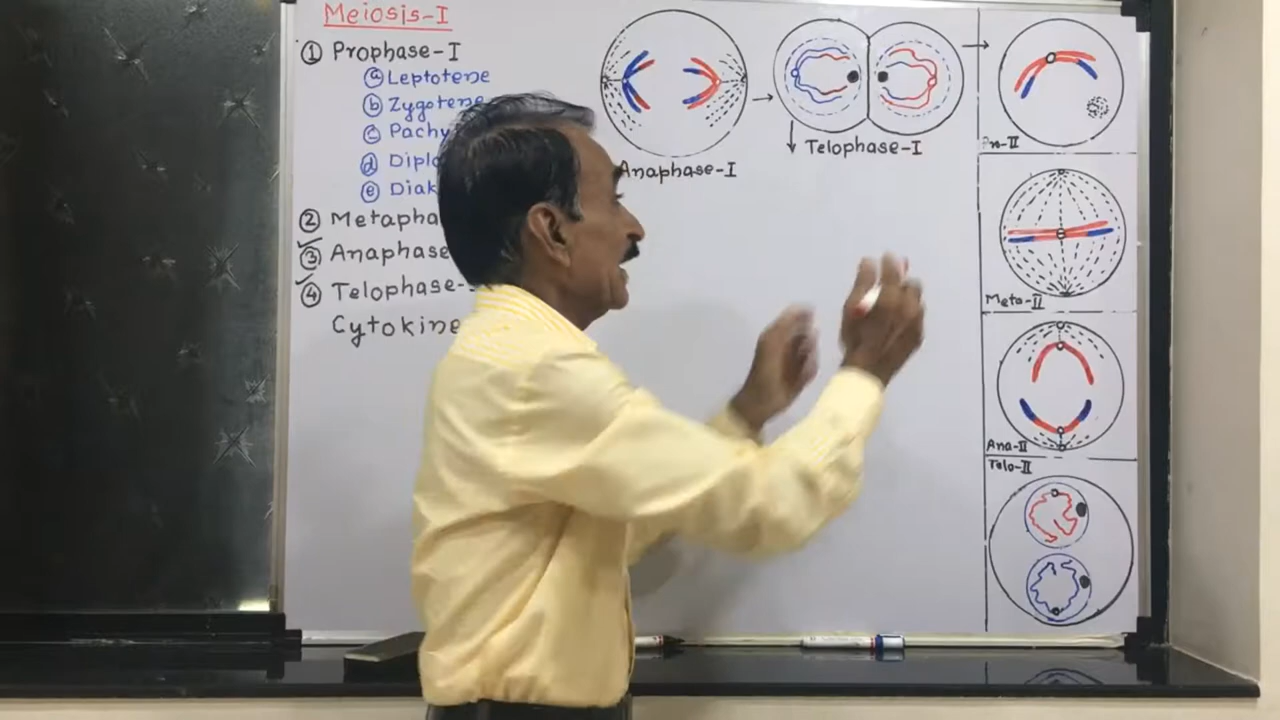 Meiosis-I
① Prophase-I
ⓐ Leptotene
ⓑ Zygotene
ⓒ Pachy
ⓓ Diplo
ⓔ Diak
② Metapha
③ Anaphase
④ Telophase-
Cytokine
Anaphase-I
Telophase-I
Pro-II
Meta-II
Ana-II
Telo-II